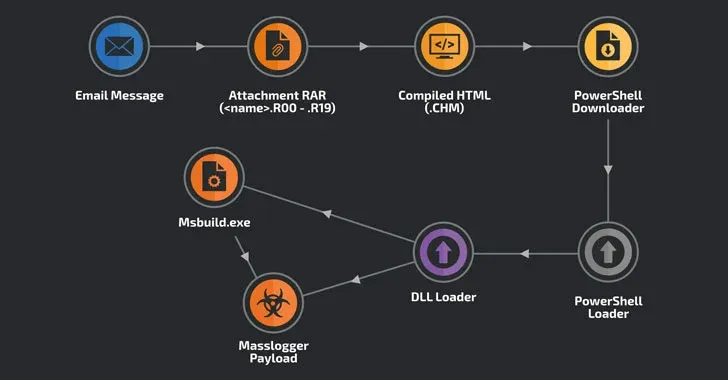 Email Message
Attachment RAR
(<name>.R00 - .R19)
Compiled HTML
(.CHM)
PowerShell
Downloader
Msbuild.exe
DLL Loader
PowerShell
Loader
Masslogger
Payload